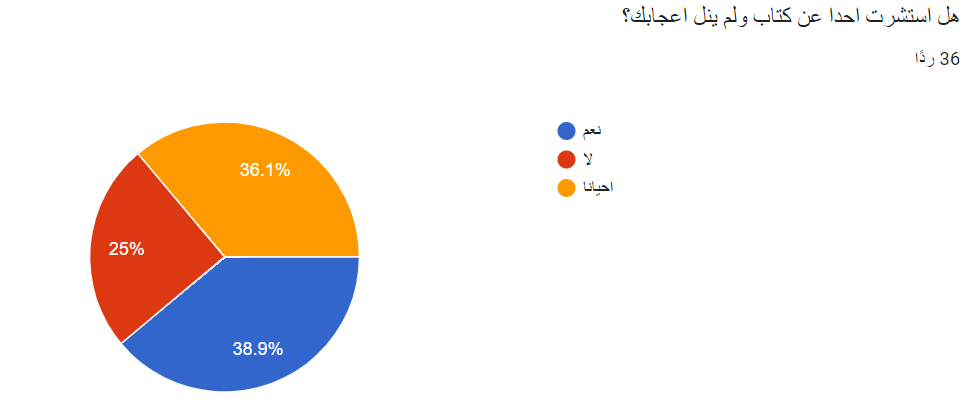 هل استشرت احدا عن كتاب ولم ينل اعجابك؟
36 ردًا
نعم
لا
احيانا
36.1%
25%
38.9%